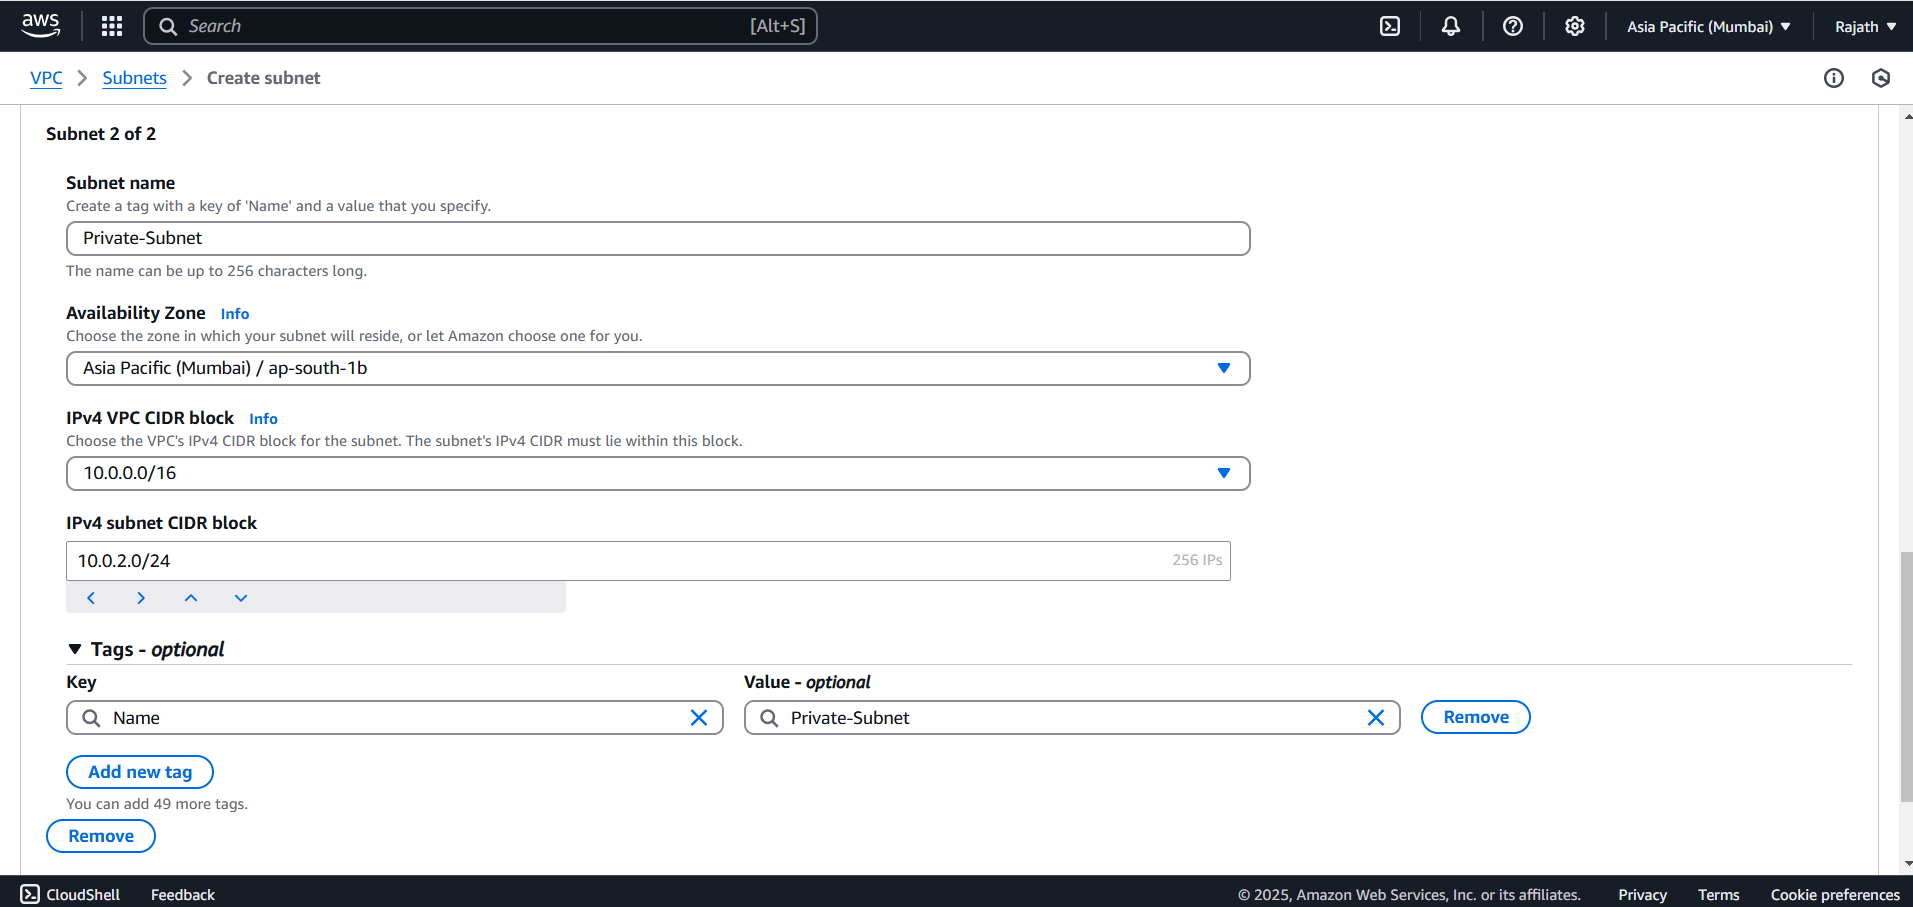 aws Search [Alt+S] Asia Pacific (Mumbai) Rajath
VPC Subnets Create subnet
Subnet 2 of 2
Subnet name
Create a tag with a key of 'Name' and a value that you specify.
Private-Subnet
The name can be up to 256 characters long.
Availability Zone Info
Choose the zone in which your subnet will reside, or let Amazon choose one for you.
Asia Pacific (Mumbai) / ap-south-1b
IPv4 VPC CIDR block Info
Choose the VPC's IPv4 CIDR block for the subnet. The subnet's IPv4 CIDR must lie within this block.
10.0.0.0/16
IPv4 subnet CIDR block
10.0.2.0/24 256 IPs
Tags - optional
Key Value - optional
Name Private-Subnet Remove
Add new tag
You can add 49 more tags.
Remove
CloudShell Feedback © 2025, Amazon Web Services, Inc. or its affiliates. Privacy Terms Cookie preferences